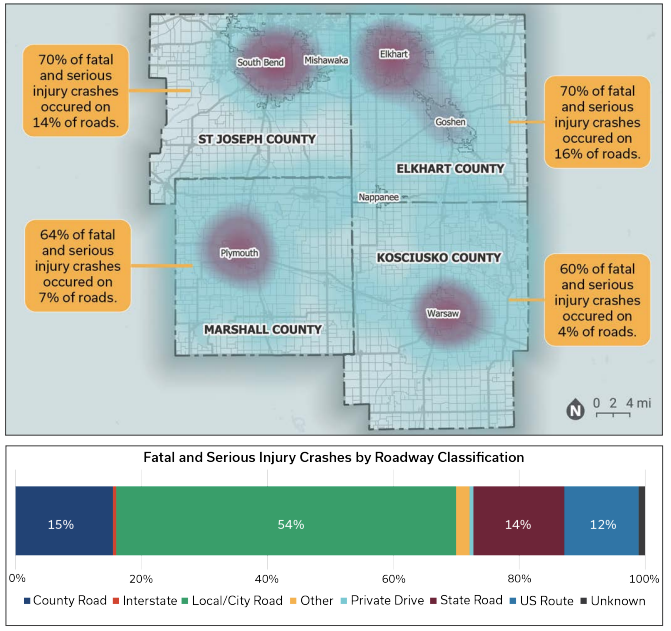 70% of fatal
and serious
injury crashes
occured on
14% of roads.
South Bend
Mishawaka
Elkhart
Goshen
ST JOSEPH COUNTY
ELKHART COUNTY
70% of fatal
and serious
injury crashes
occured on
16% of roads.
Nappanee
64% of fatal
and serious
injury crashes
occured on
7% of roads.
Plymouth
KOSCIUSKO COUNTY
Warsaw
MARSHALL COUNTY
60% of fatal
and serious
injury crashes
occured on
4% of roads.
N 0 2 4 mi
Fatal and Serious Injury Crashes by Roadway Classification
15% 54% 14% 12%
0% 20% 40% 60% 80% 100%
County Road Interstate Local/City Road Other Private Drive State Road US Route Unknown